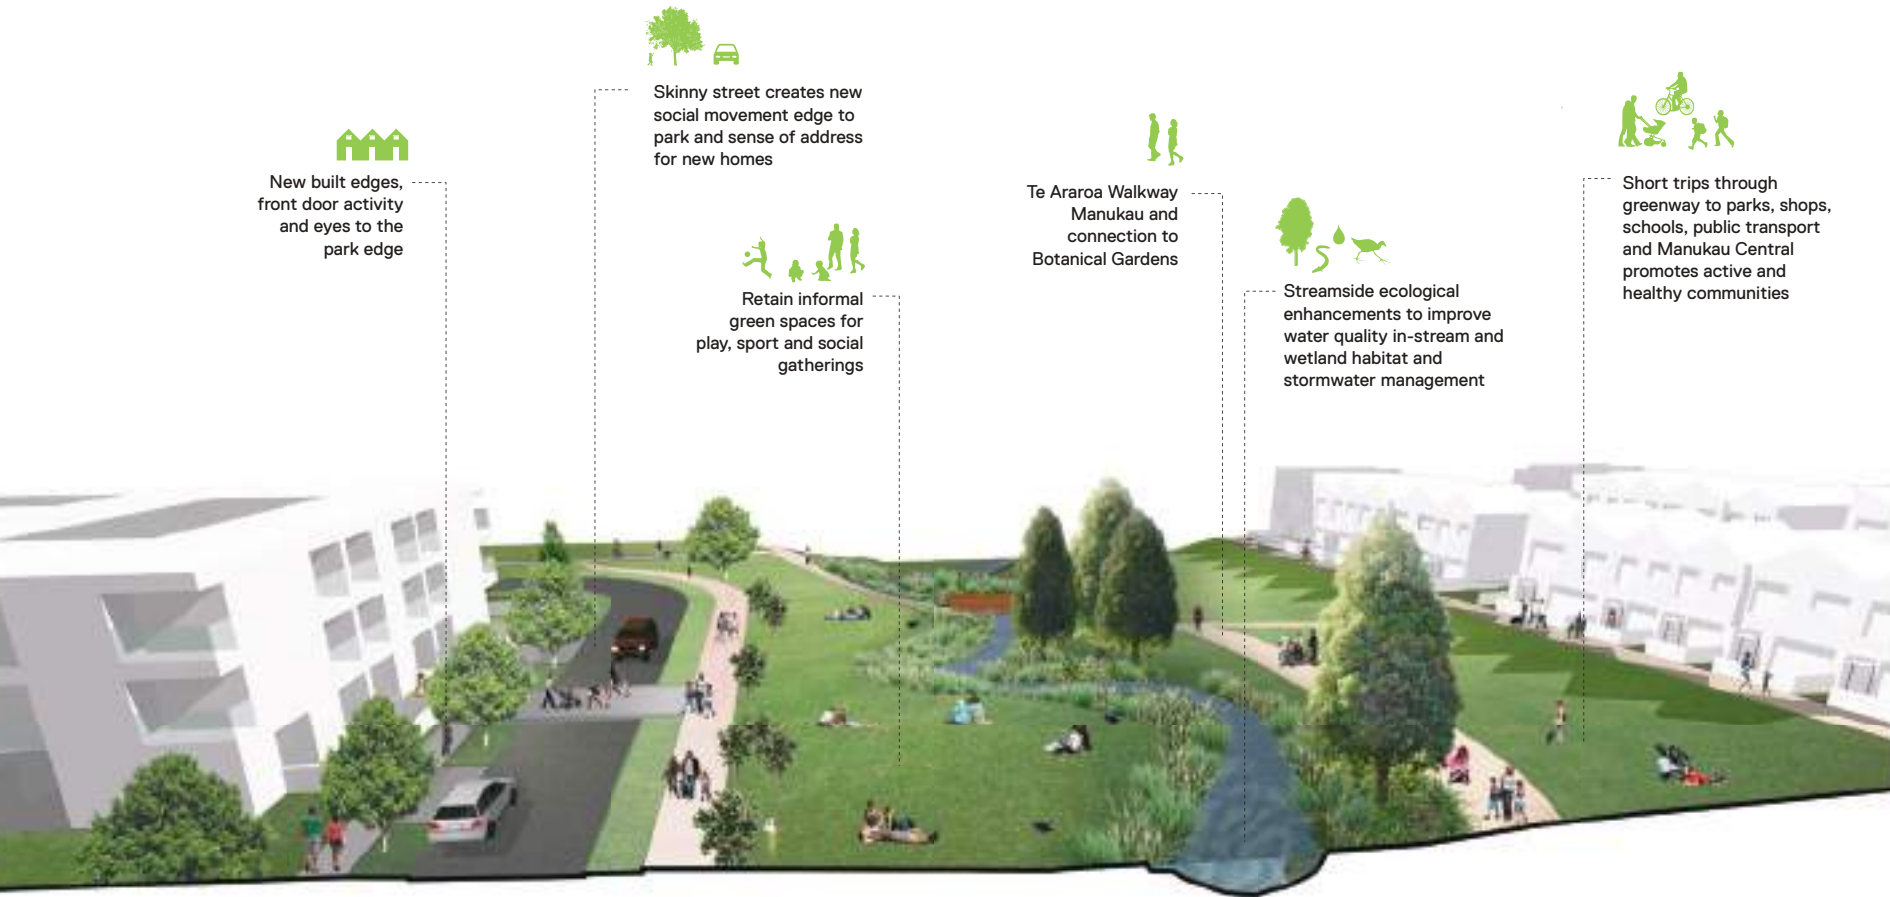 New built edges,
front door activity
and eyes to the
park edge
Skinny street creates new
social movement edge to
park and sense of address
for new homes
Retain informal
green spaces for
play, sport and social
gatherings
Te Araroa Walkway
Manukau and
connection to
Botanical Gardens
Streamside ecological
enhancements to improve
water quality in-stream and
wetland habitat and
stormwater management
Short trips through
greenway to parks, shops,
schools, public transport
and Manukau Central
promotes active and
healthy communities